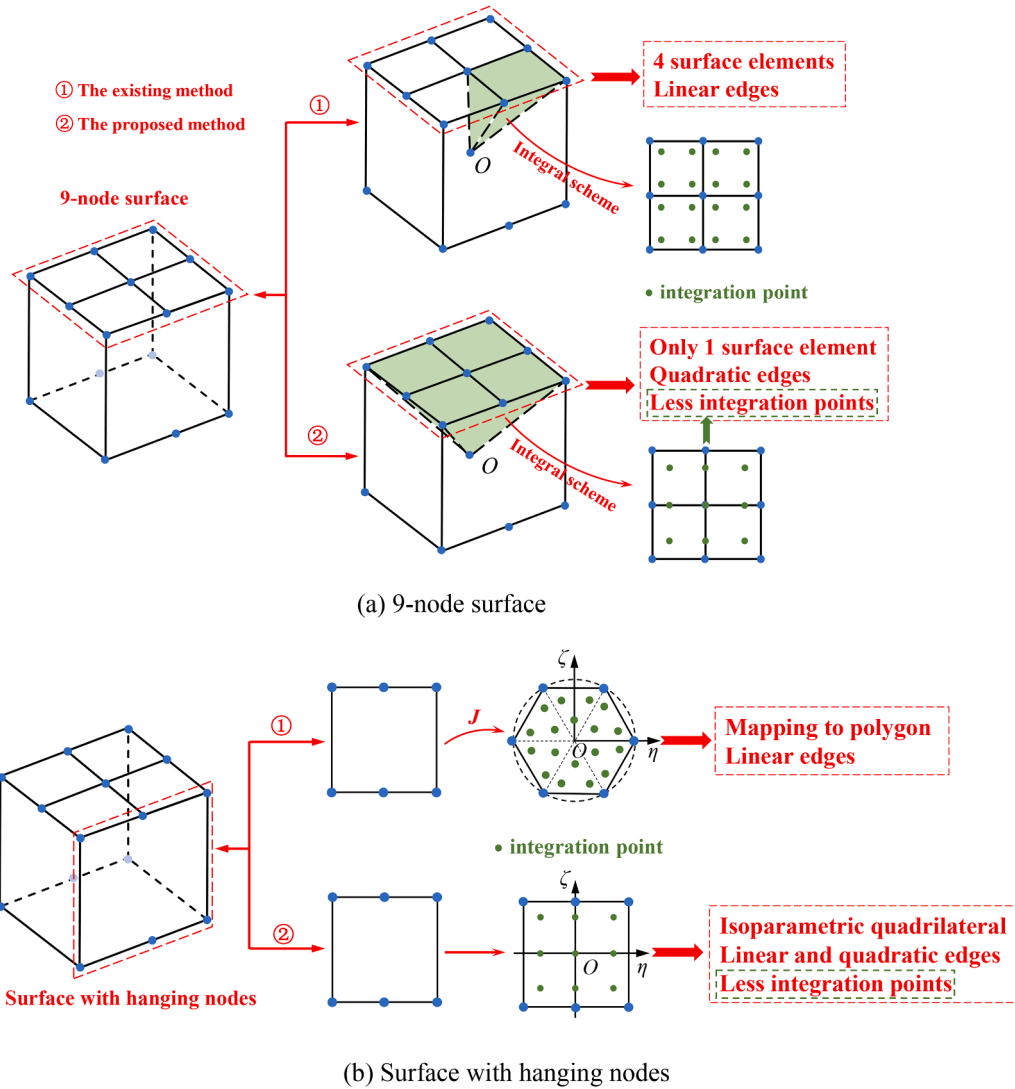 ① The existing method
② The proposed method
①
4 surface elements
Linear edges
O
Integral scheme
9-node surface
integration point
Only 1 surface element
Quadratic edges
Less integration points
②
O
Integral scheme
(a) 9-node surface
①
J
ζ
O
η
Mapping to polygon
Linear edges
integration point
②
ζ
O
η
Isoparametric quadrilateral
Linear and quadratic edges
Less integration points
Surface with hanging nodes
(b) Surface with hanging nodes